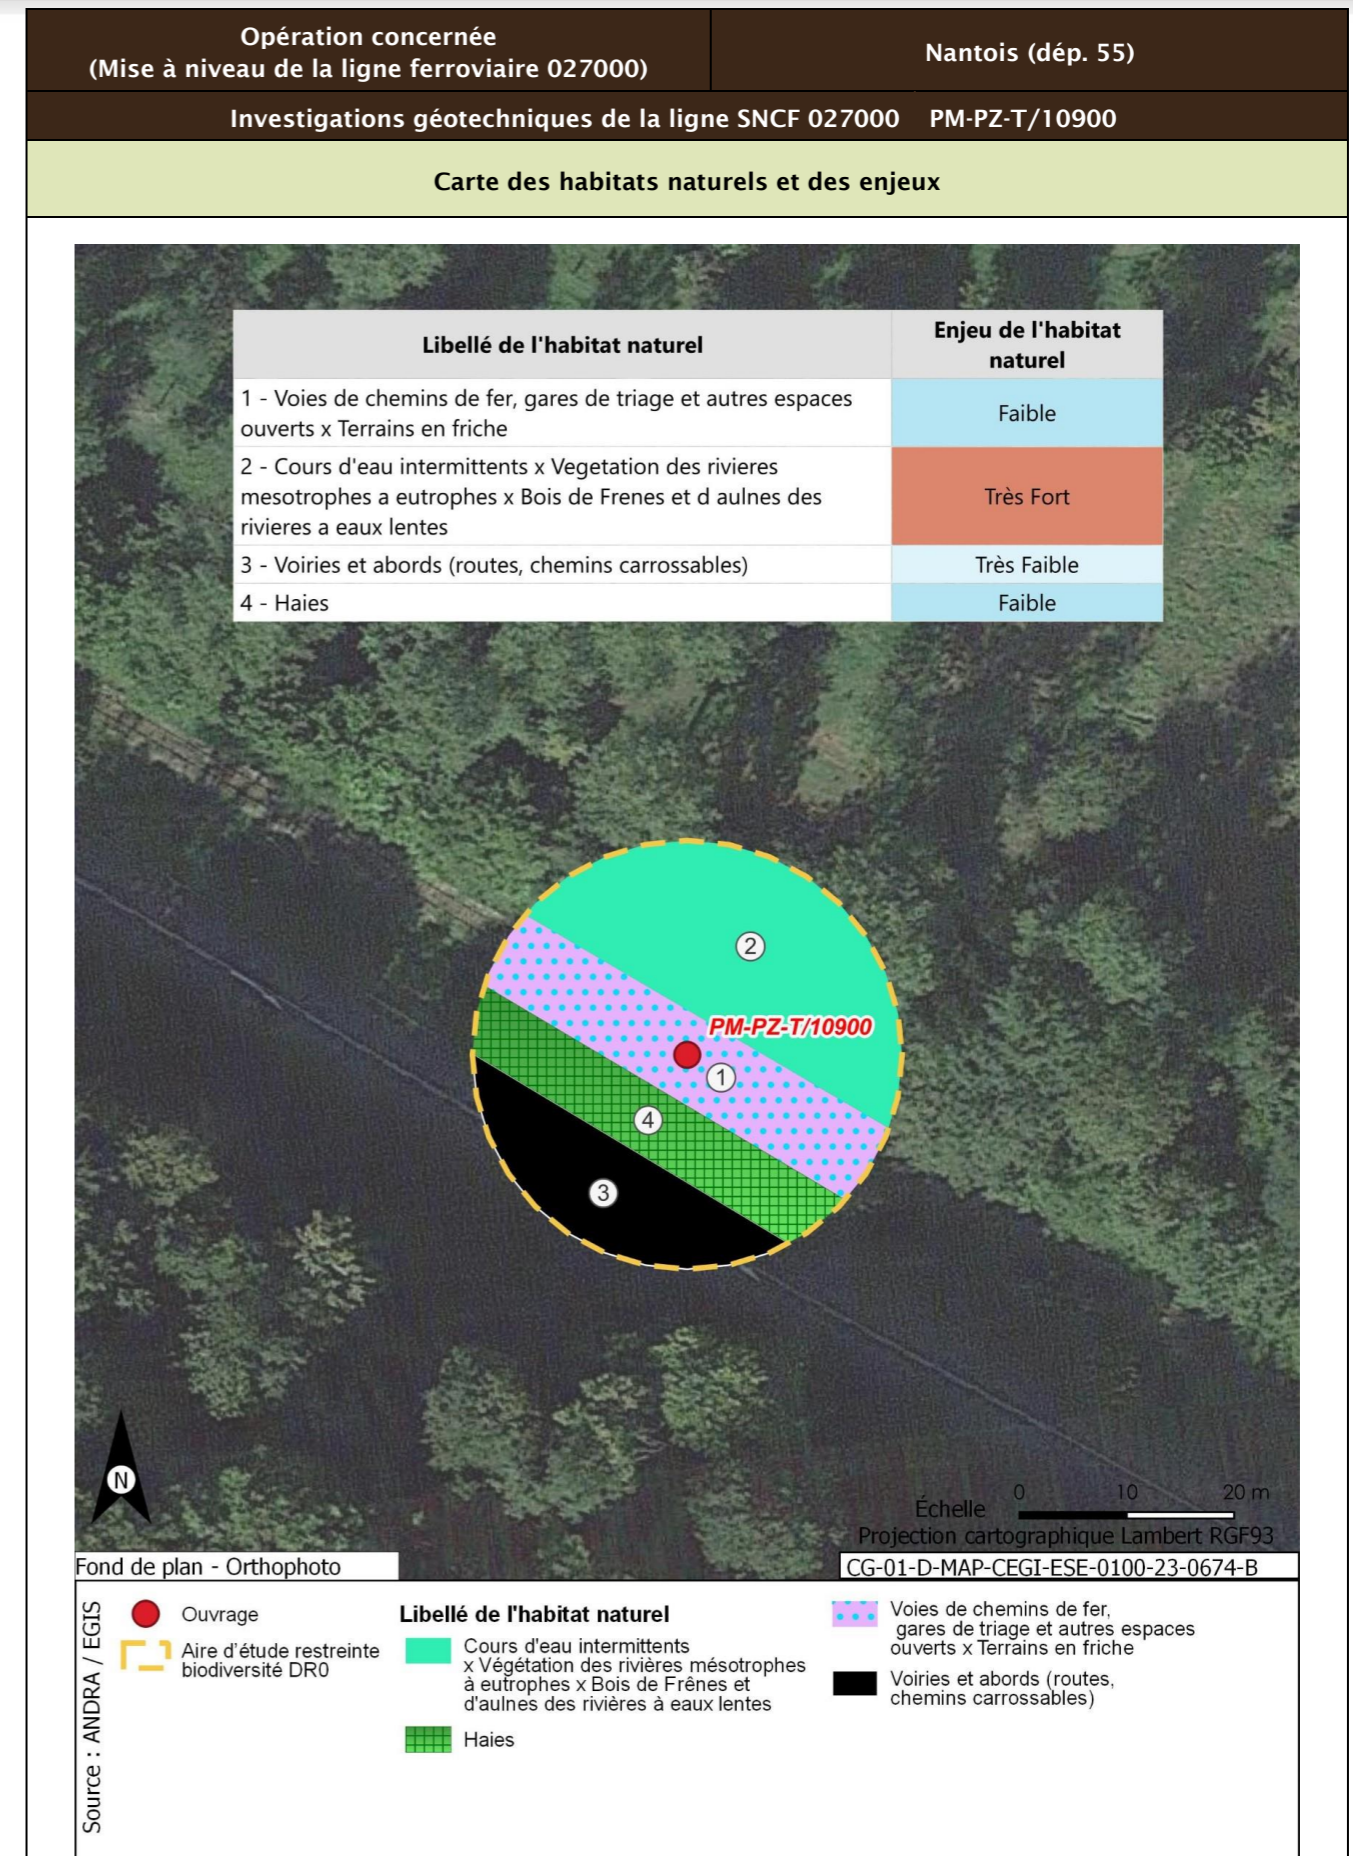 Opération concernée
(Mise à niveau de la ligne ferroviaire 027000)
Nantois (dép. 55)
Investigations géotechniques de la ligne SNCF 027000 PM-PZ-T/10900
Carte des habitats naturels et des enjeux
Libellé de l'habitat naturel
Enjeu de l'habitat
naturel
1 - Voies de chemins de fer, gares de triage et autres espaces
ouverts x Terrains en friche
Faible
2 - Cours d'eau intermittents x Vegetation des rivieres
mesotrophes a eutrophes x Bois de Frenes et d aulnes des
rivieres a eaux lentes
Très Fort
3 - Voiries et abords (routes, chemins carrossables)
Très Faible
4 - Haies
Faible
2
PM-PZ-T/10900
1
4
3
N
Échelle
0 10 20 m
Projection cartographique Lambert RGF93
Fond de plan - Orthophoto
CG-01-D-MAP-CEGI-ESE-0100-23-0674-B
Source : ANDRA / EGIS
Ouvrage
Aire d'étude restreinte
biodiversité DR0
Libellé de l'habitat naturel
Cours d'eau intermittents
x Végétation des rivières mésotrophes
à eutrophes x Bois de Frênes et
d'aulnes des rivières à eaux lentes
Haies
Voies de chemins de fer,
gares de triage et autres espaces
ouverts x Terrains en friche
Voiries et abords (routes,
chemins carrossables)